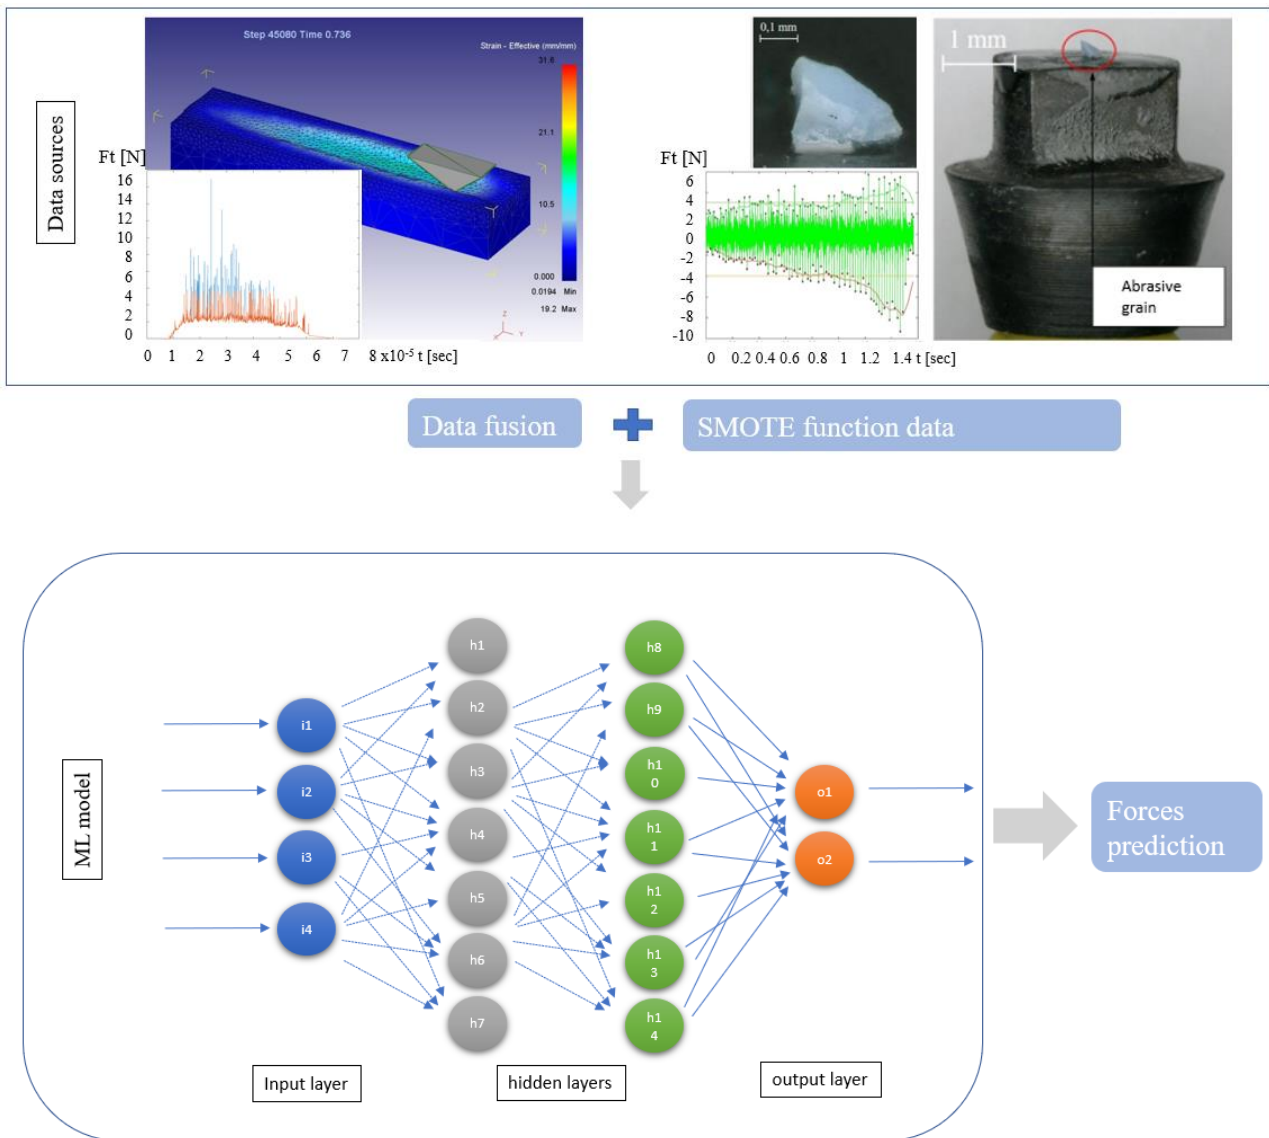 Data sources
Step 45080 Time 0.736
Strain - Effective (mm/mm)
31.6
21.1
10.5
0.000
0.0194 Min
19.2 Max
Z
Y
X
Ft [N]
16
14
12
10
8
6
4
2
0
0 1 2 3 4 5 6 7 8 x10-5 t [sec]
0,1 mm
Ft [N]
6
4
2
0
-2
-4
-6
-8
-10
0 0.2 0.4 0.6 0.8 1 1.2 1.4 t [sec]
1 mm
Abrasive
grain
Data fusion
SMOTE function data
ML model
i1
i2
i3
i4
h1
h2
h3
h4
h5
h6
h7
h8
h9
h1
0
h1
1
h1
2
h1
3
h1
4
o1
o2
Input layer
hidden layers
output layer
Forces
prediction